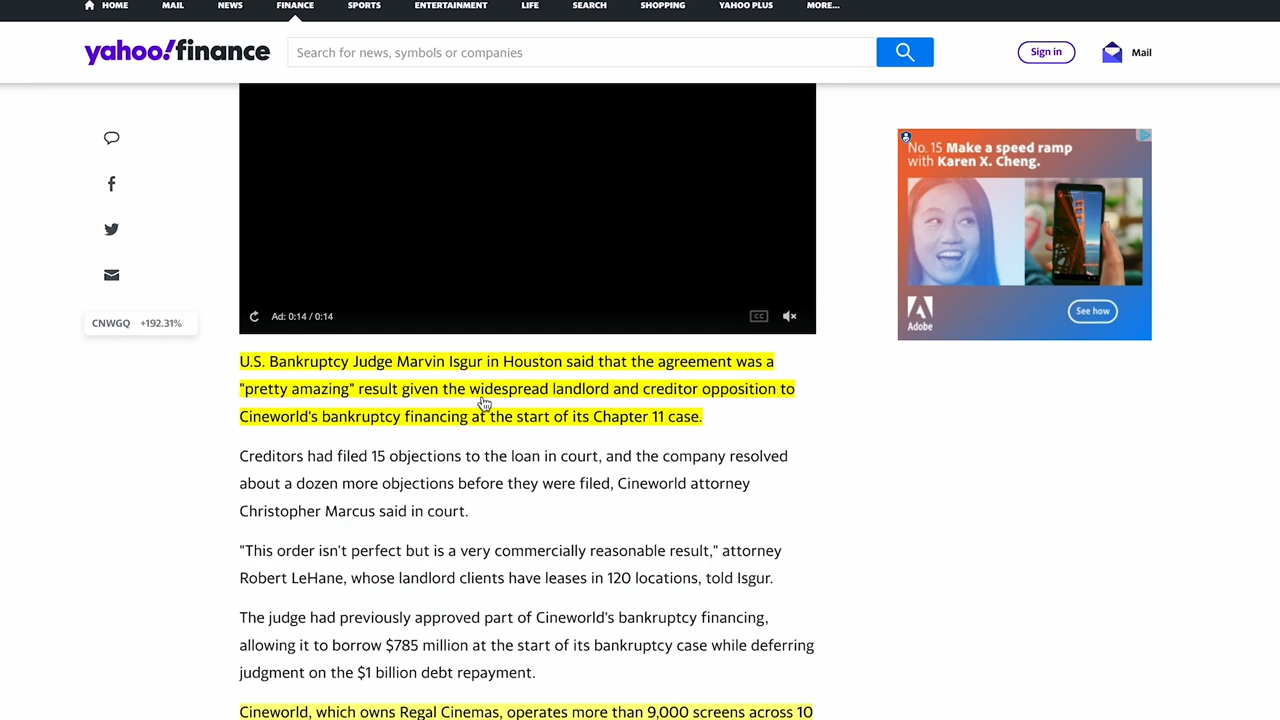 HOME MAIL NEWS FINANCE SPORTS ENTERTAINMENT LIFE SEARCH SHOPPING YAHOO PLUS MORE...
yahoo!finance Search for news, symbols or companies Sign in Mail
No. 15 Make a speed ramp
with Karen X. Cheng.
Adobe See how
Ad: 0:14 / 0:14 CC
CNWGQ +192.31%
U.S. Bankruptcy Judge Marvin Isgur in Houston said that the agreement was a
"pretty amazing" result given the widespread landlord and creditor opposition to
Cineworld's bankruptcy financing at the start of its Chapter 11 case.
Creditors had filed 15 objections to the loan in court, and the company resolved
about a dozen more objections before they were filed, Cineworld attorney
Christopher Marcus said in court.
"This order isn't perfect but is a very commercially reasonable result," attorney
Robert LeHane, whose landlord clients have leases in 120 locations, told Isgur.
The judge had previously approved part of Cineworld's bankruptcy financing,
allowing it to borrow $785 million at the start of its bankruptcy case while deferring
judgment on the $1 billion debt repayment.
Cineworld, which owns Regal Cinemas, operates more than 9,000 screens across 10